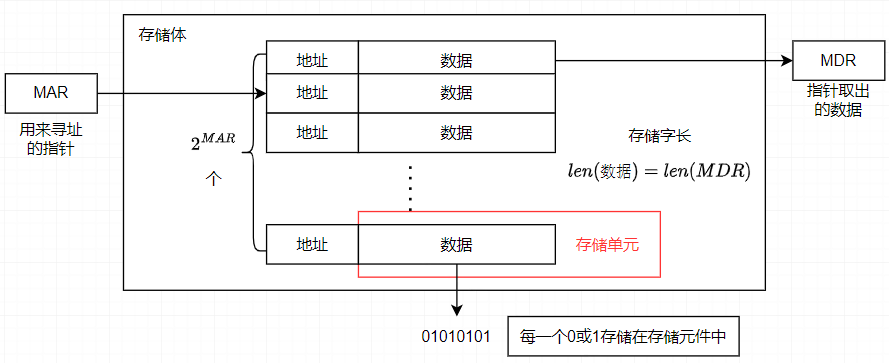 存储体
地址 数据
MDR
MAR
地址 数据
指针取出
的数据
用来寻址
的指针
2^{MAR}
个
地址 数据
存储字长
len(数据) = len(MDR)
地址 数据
存储单元
01010101
每一个0或1存储在存储元件中